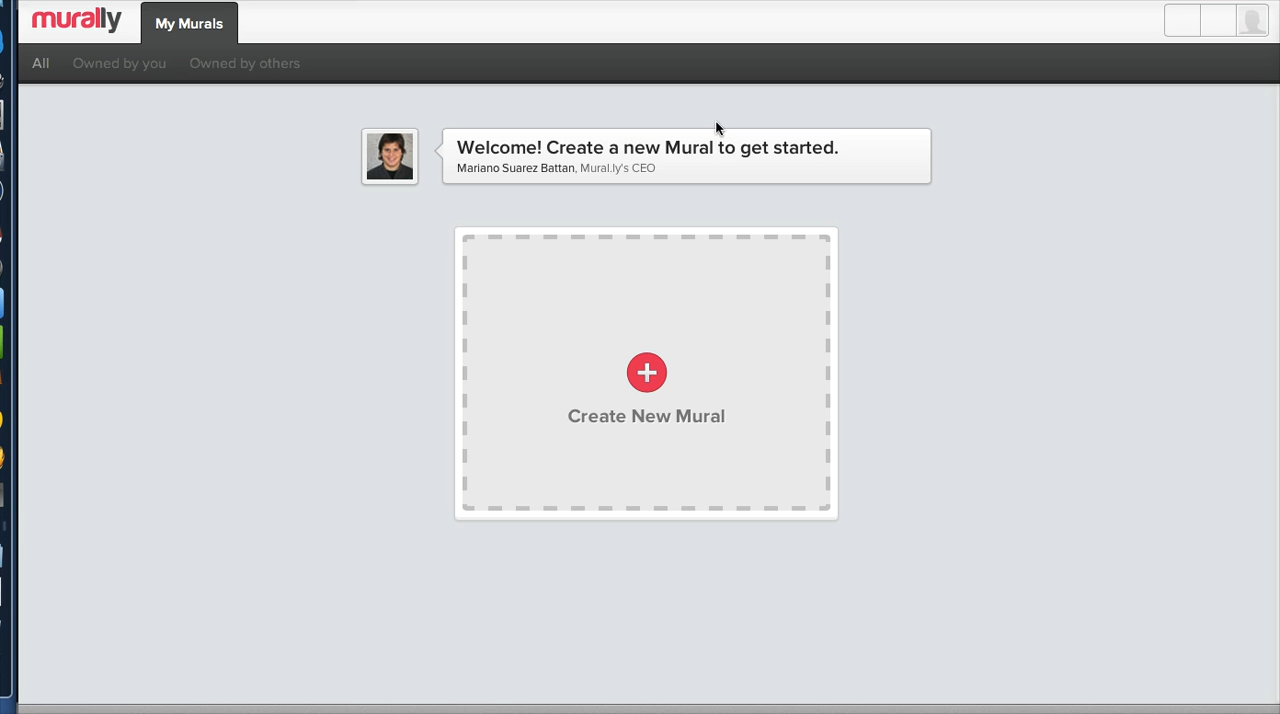 murally
My Murals
All
Owned by you
Owned by others
Welcome! Create a new Mural to get started.
Mariano Suarez Battan, Mural.ly's CEO
Create New Mural